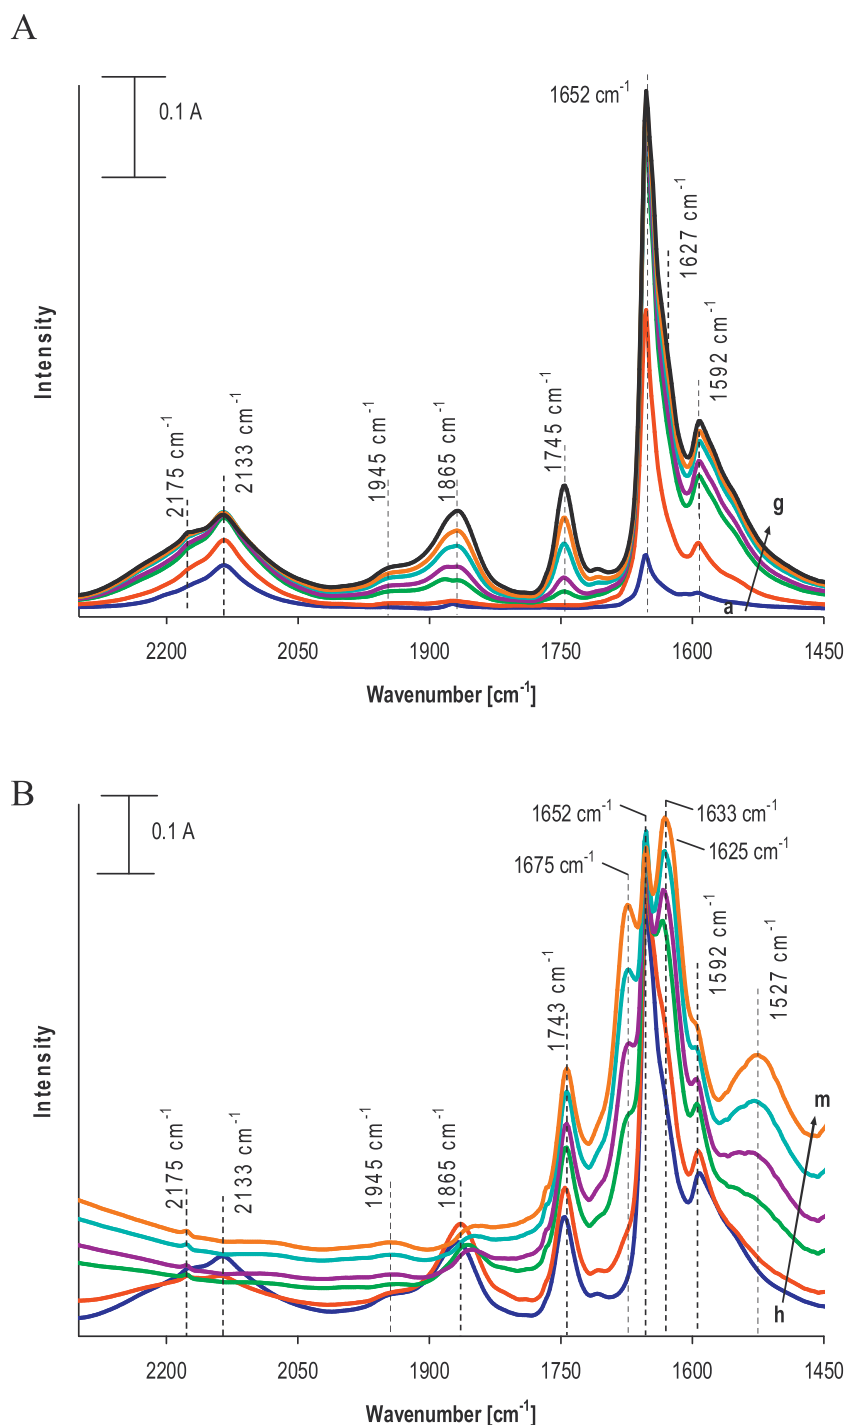 A
0.1 A
1652 cm⁻¹
1627 cm⁻¹
1592 cm⁻¹
1745 cm⁻¹
1865 cm⁻¹
1945 cm⁻¹
2133 cm⁻¹
2175 cm⁻¹
g
a
Intensity
2200 2050 1900 1750 1600 1450
Wavenumber [cm⁻¹]
B
0.1 A
1652 cm⁻¹
1633 cm⁻¹
1675 cm⁻¹
1625 cm⁻¹
1743 cm⁻¹
1592 cm⁻¹
1527 cm⁻¹
2175 cm⁻¹
2133 cm⁻¹
1945 cm⁻¹
1865 cm⁻¹
m
h
Intensity
2200 2050 1900 1750 1600 1450
Wavenumber [cm⁻¹]